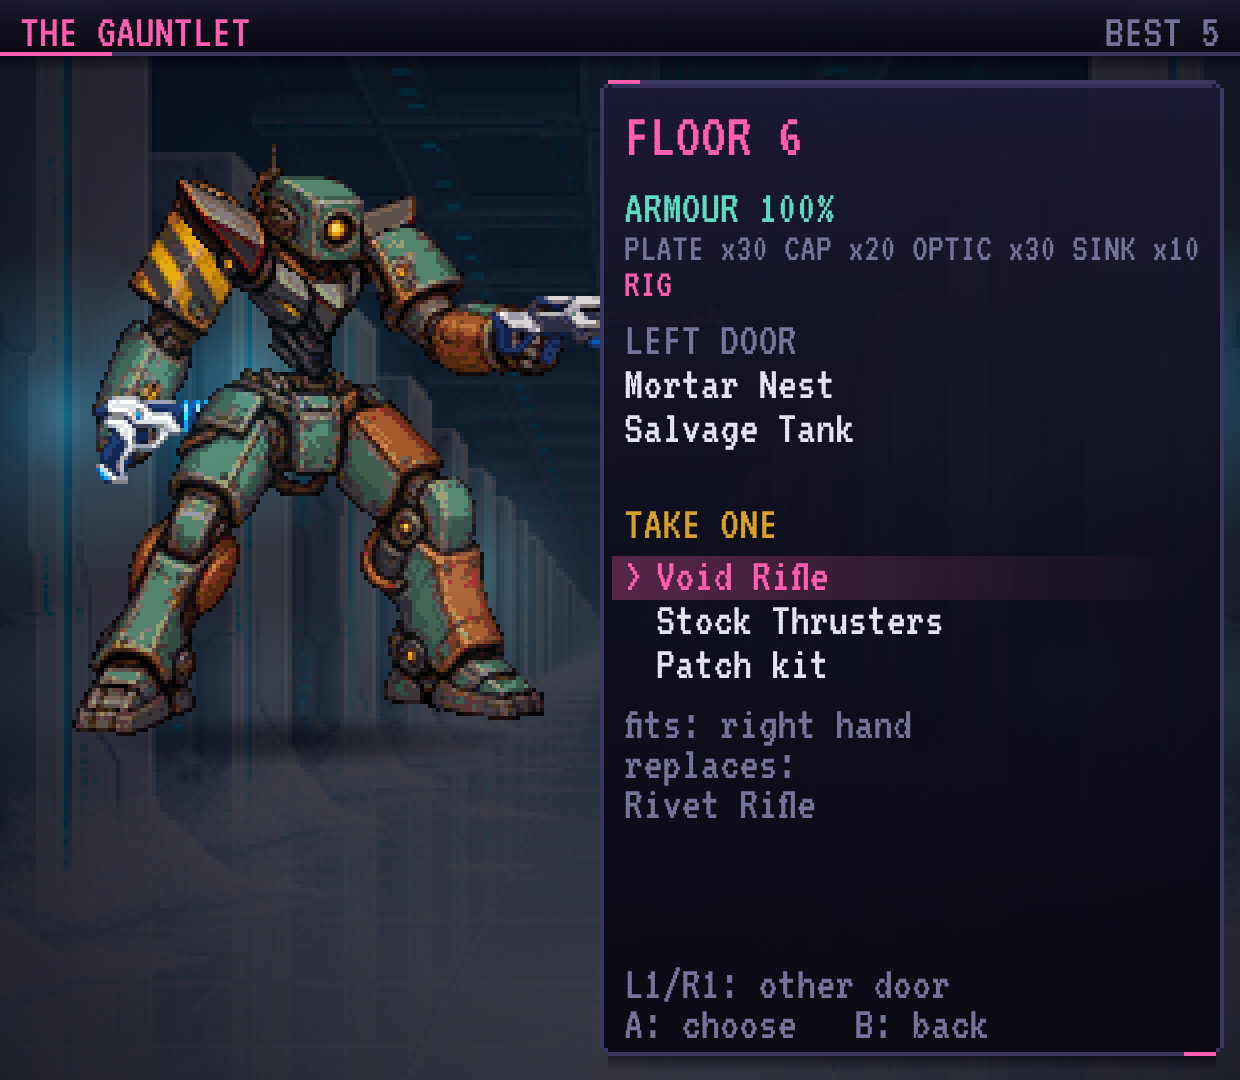 THE GAUNTLET
BEST 5
FLOOR 6
ARMOUR 100%
PLATE x30 CAP x20 OPTIC x30 SINK x10
RIG
LEFT DOOR
Mortar Nest
Salvage Tank
TAKE ONE
> Void Rifle
Stock Thrusters
Patch kit
fits: right hand
replaces:
Rivet Rifle
L1/R1: other door
A: choose B: back